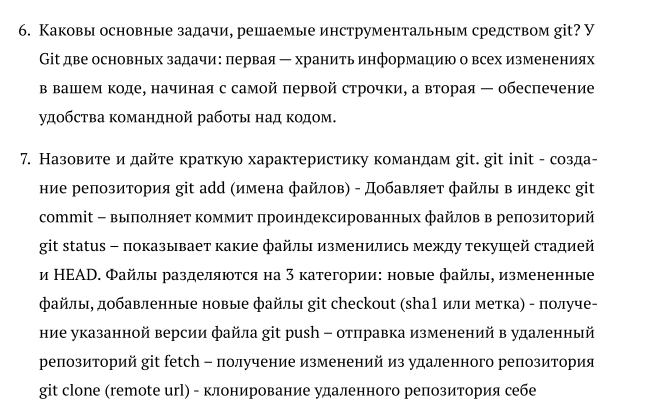 6. Каковы основные задачи, решаемые инструментальным средством git? У
Git две основных задачи: первая — хранить информацию о всех изменениях
в вашем коде, начиная с самой первой строчки, а вторая — обеспечение
удобства командной работы над кодом.
7. Назовите и дайте краткую характеристику командам git. git init - созда-
ние репозитория git add (имена файлов) - Добавляет файлы в индекс git
commit – выполняет коммит проиндексированных файлов в репозиторий
git status – показывает какие файлы изменились между текущей стадией
и HEAD. Файлы разделяются на 3 категории: новые файлы, измененные
файлы, добавленные новые файлы git checkout (sha1 или метка) - получе-
ние указанной версии файла git push – отправка изменений в удаленный
репозиторий git fetch – получение изменений из удаленного репозитория
git clone (remote url) - клонирование удаленного репозитория себе